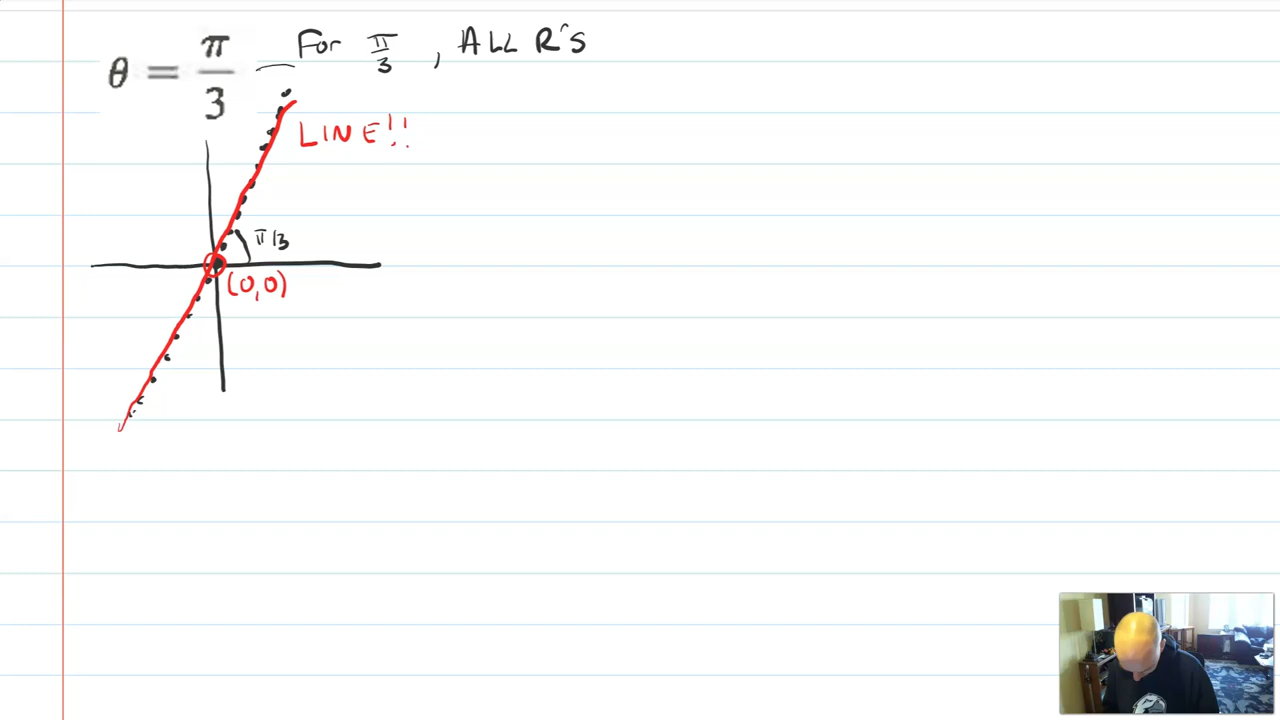 θ = π/3
For π/3 , ALL R'S
LINE!!
π/3
(0,0)